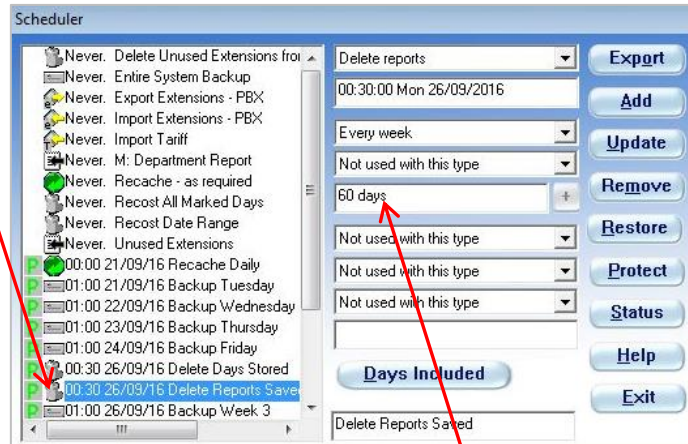 Scheduler
Never. Delete Unused Extensions from
Never. Entire System Backup
Never. Export Extensions - PBX
Never. Import Extensions - PBX
Never. Import Tariff
Never. M: Department Report
Never. Recache - as required
Never. Recost All Marked Days
Never. Recost Date Range
Never. Unused Extensions
P 00:00 21/09/16 Recache Daily
P 01:00 21/09/16 Backup Tuesday
P 01:00 22/09/16 Backup Wednesday
P 01:00 23/09/16 Backup Thursday
P 01:00 24/09/16 Backup Friday
P 00:30 26/09/16 Delete Days Stored
P 00:30 26/09/16 Delete Reports Saved
P 01:00 26/09/16 Backup Week 3
Delete reports
00:30:00 Mon 26/09/2016
Every week
Not used with this type
60 days
+
Not used with this type
Not used with this type
Not used with this type
Days Included
Delete Reports Saved
Export
Add
Update
Remove
Restore
Protect
Status
Help
Exit